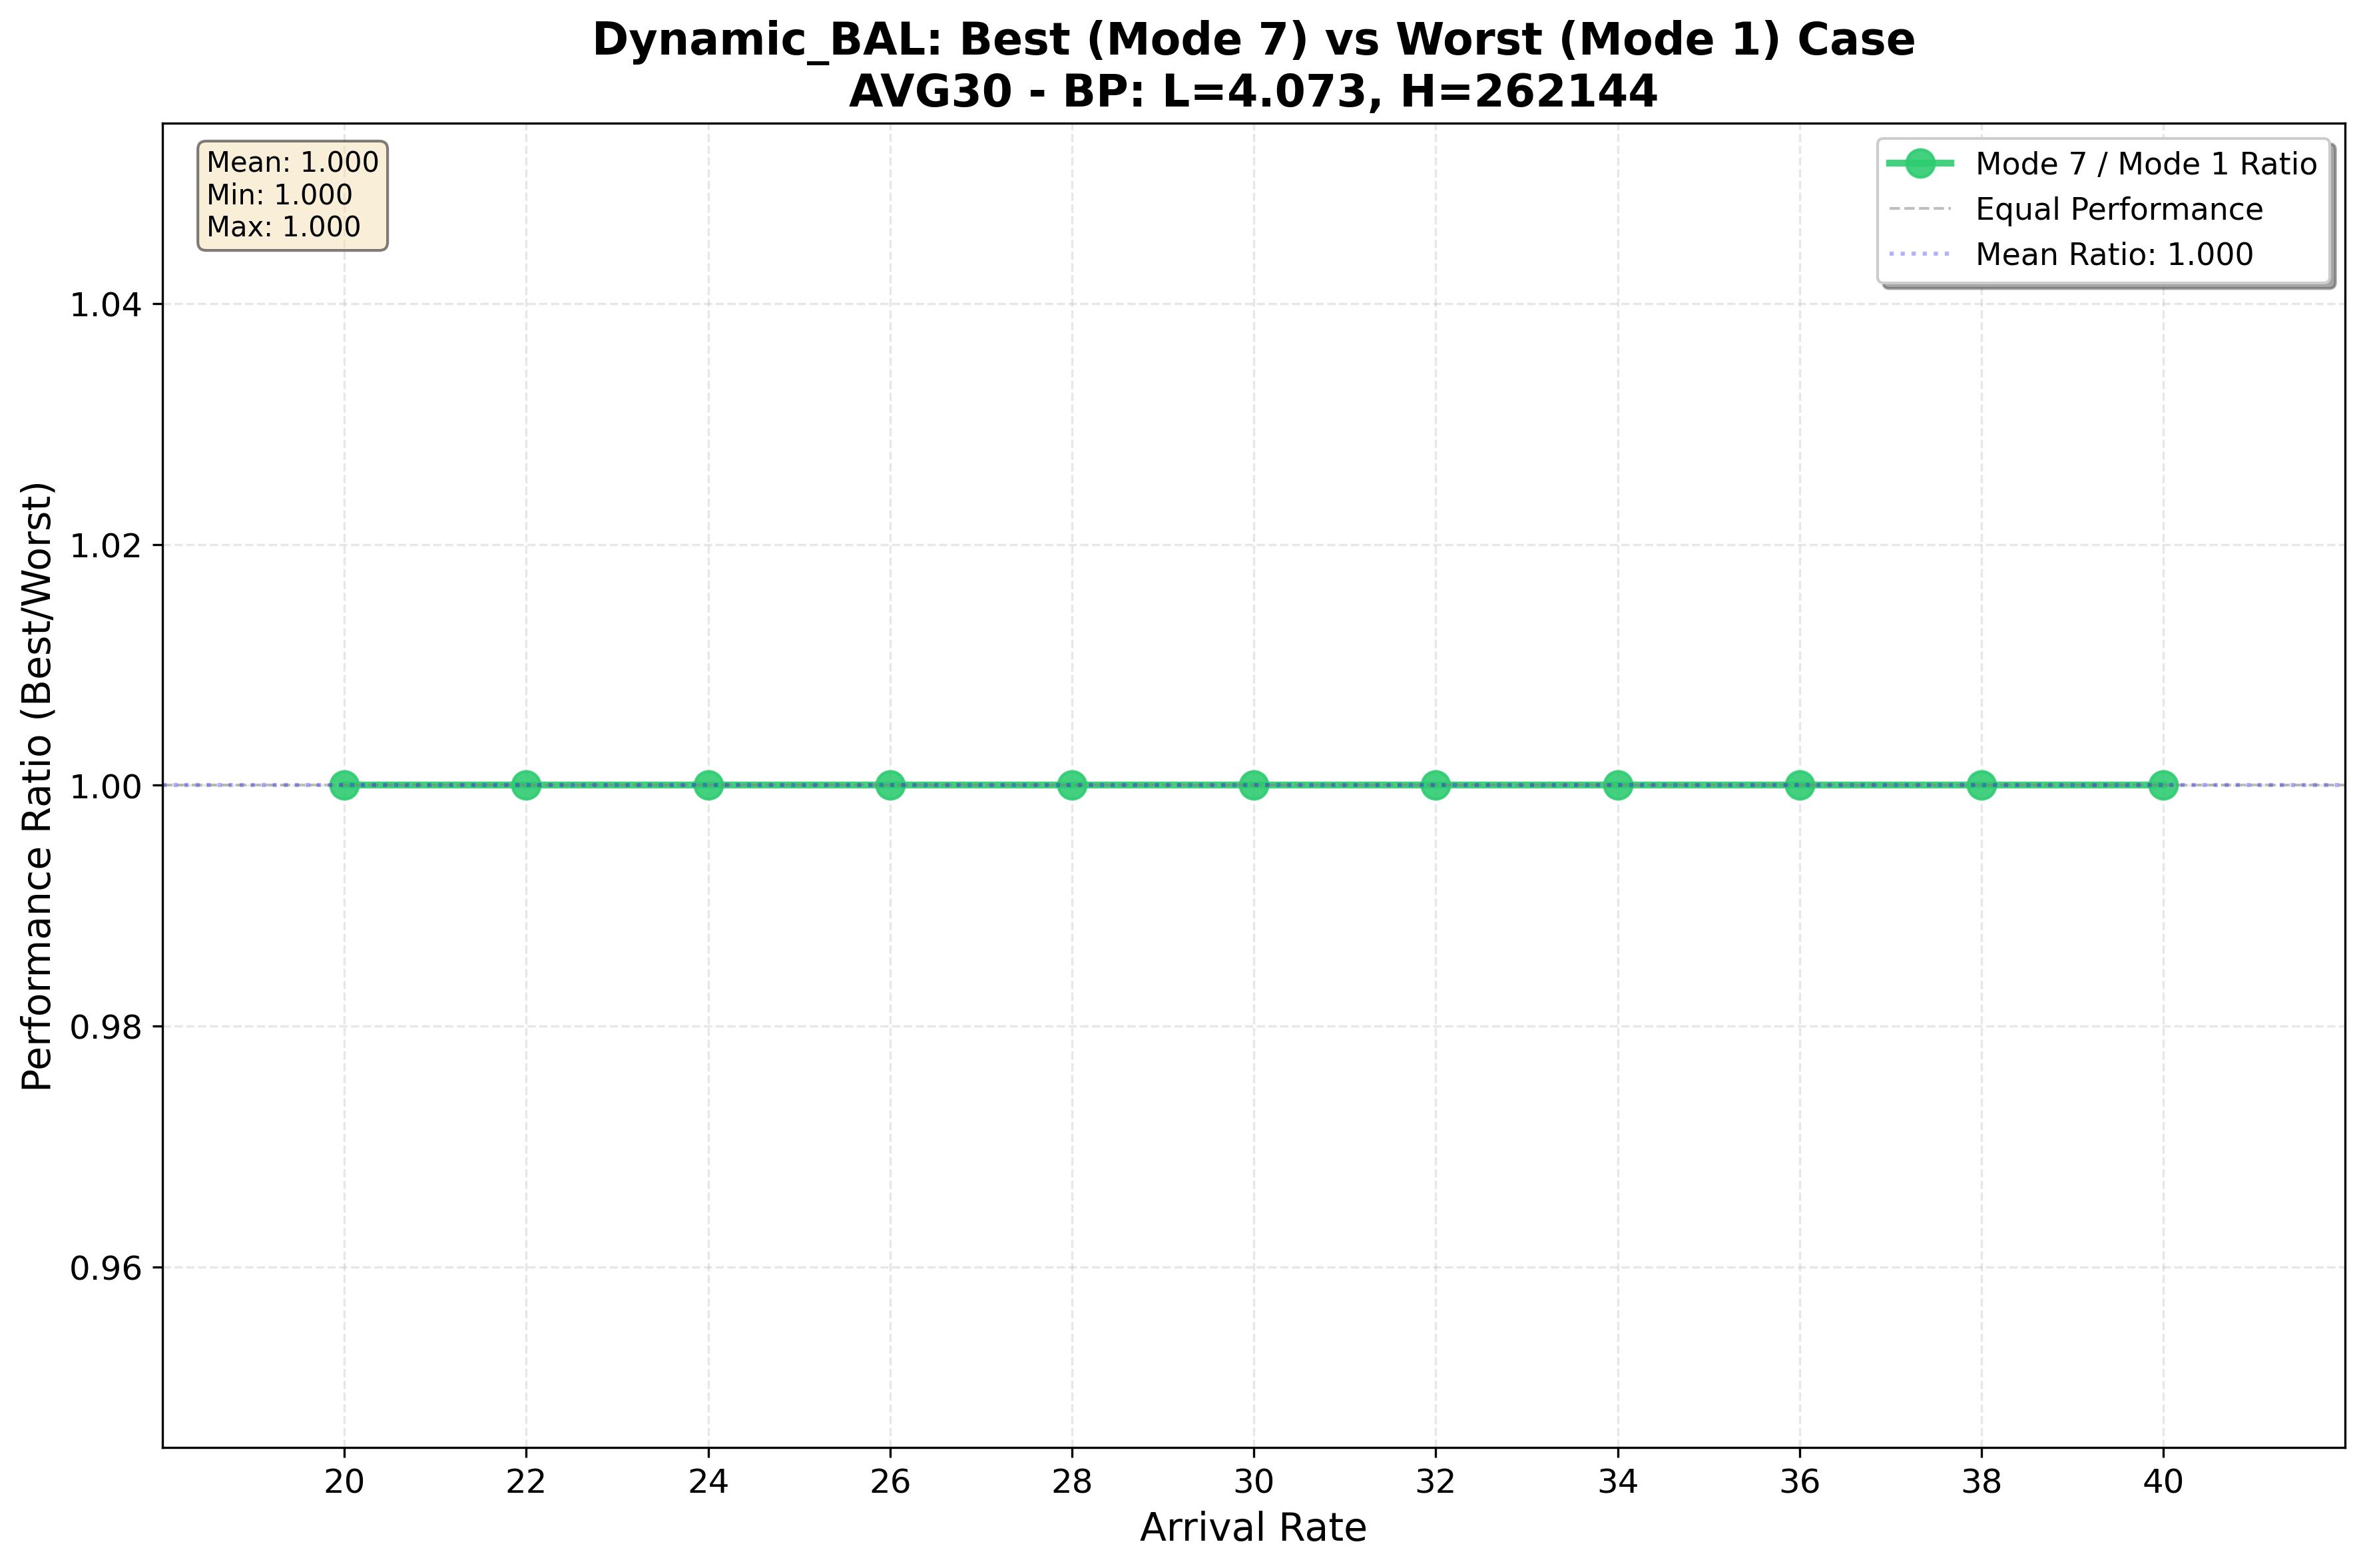 Dynamic_BAL: Best (Mode 7) vs Worst (Mode 1) Case
AVG30 - BP: L=4.073, H=262144
Mean: 1.000
Min: 1.000
Max: 1.000
Mode 7 / Mode 1 Ratio
Equal Performance
Mean Ratio: 1.000
Performance Ratio (Best/Worst)
1.04
1.02
1.00
0.98
0.96
20 22 24 26 28 30 32 34 36 38 40
Arrival Rate